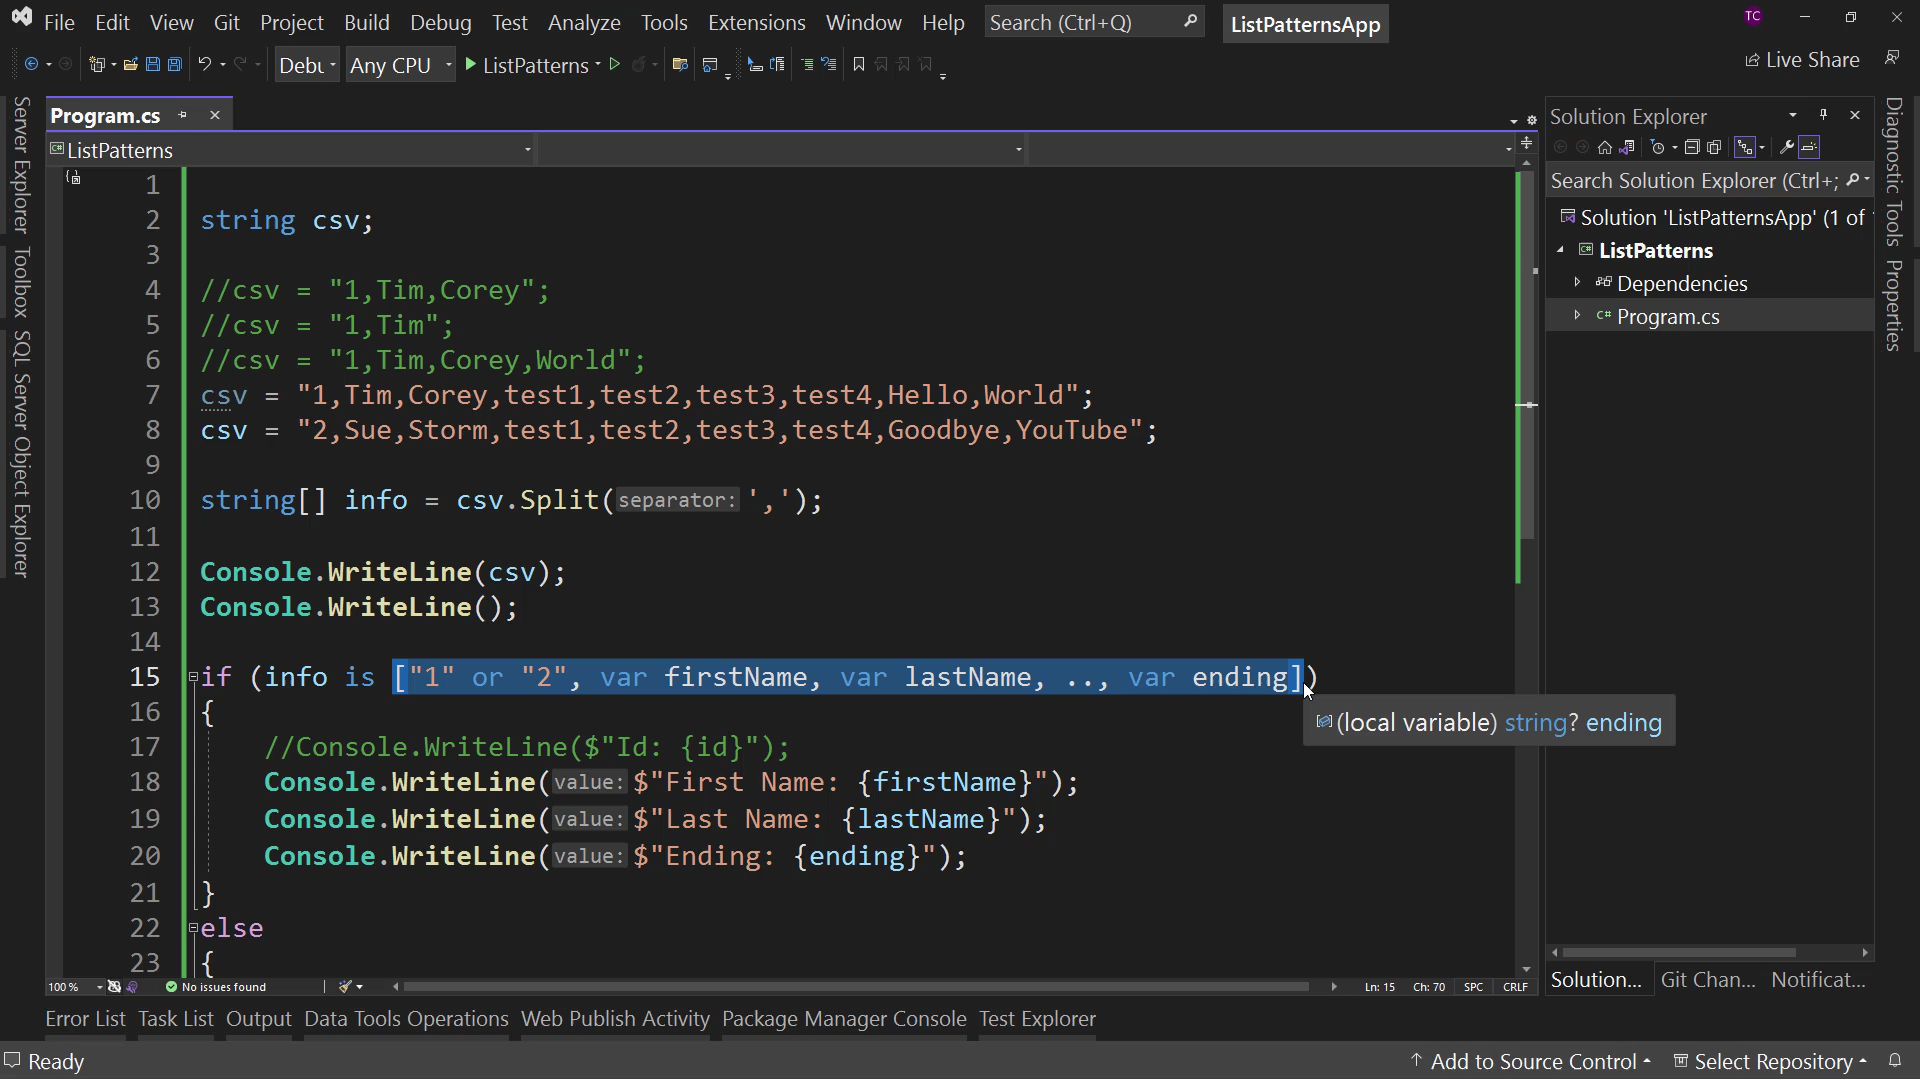 File Edit View Git Project Build Debug Test Analyze Tools Extensions Window Help Search (Ctrl+Q) ListPatternsApp TC
Debu Any CPU ListPatterns Live Share
Program.cs
ListPatterns
Server Explorer
Toolbox
SQL Server Object Explorer
1
2 string csv;
3
4 //csv = "1,Tim,Corey";
5 //csv = "1,Tim";
6 //csv = "1,Tim,Corey,World";
7 csv = "1,Tim,Corey,test1,test2,test3,test4,Hello,World";
8 csv = "2,Sue,Storm,test1,test2,test3,test4,Goodbye,YouTube";
9
10 string[] info = csv.Split(separator: ',');
11
12 Console.WriteLine(csv);
13 Console.WriteLine();
14
15 if (info is ["1" or "2", var firstName, var lastName, .., var ending])
16 {
(local variable) string? ending
17 //Console.WriteLine($"Id: {id}");
18 Console.WriteLine(value: $"First Name: {firstName}");
19 Console.WriteLine(value: $"Last Name: {lastName}");
20 Console.WriteLine(value: $"Ending: {ending}");
21 }
22 else
23 {
100 % No issues found Ln: 15 Ch: 70 SPC CRLF
Solution Explorer
Search Solution Explorer (Ctrl+;
Solution 'ListPatternsApp' (1 of
ListPatterns
Dependencies
C# Program.cs
Solution... Git Chan... Notificat...
Diagnostic Tools
Properties
Error List Task List Output Data Tools Operations Web Publish Activity Package Manager Console Test Explorer
Ready Add to Source Control Select Repository